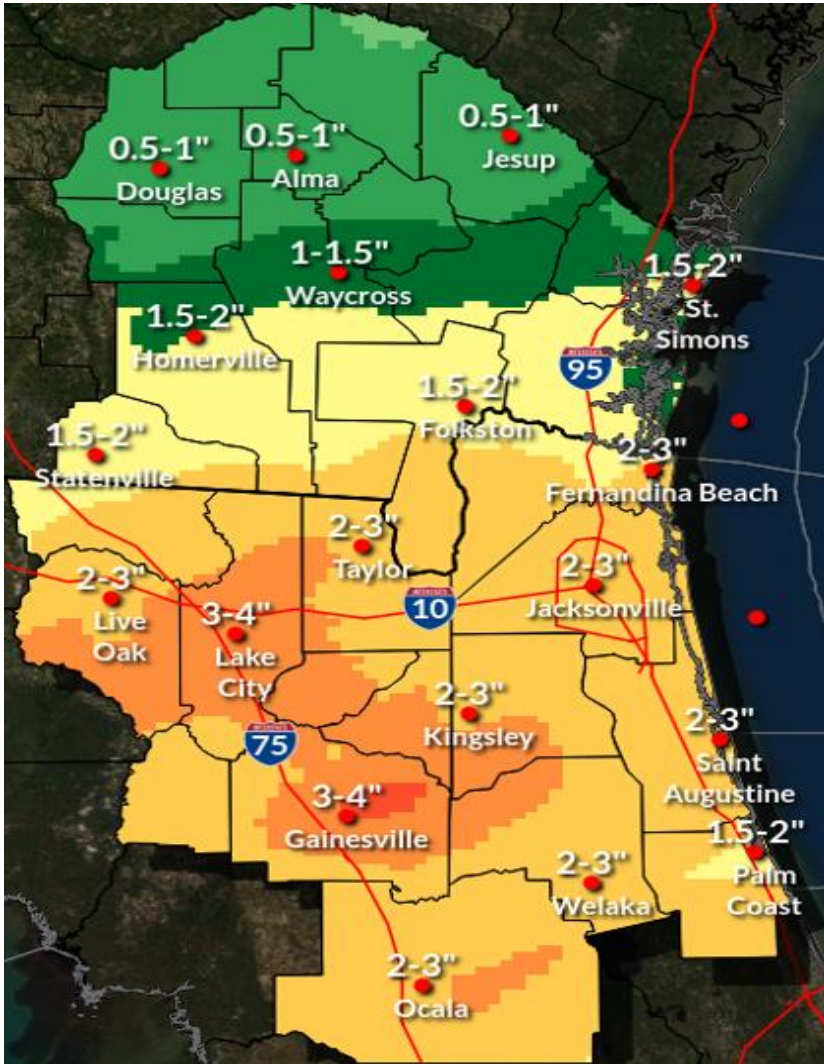 0.5-1"
Douglas
0.5-1"
Alma
0.5-1"
Jesup
1-1.5"
Waycross
1.5-2"
St.
Simons
1.5-2"
Homerville
95
1.5-2"
Folkston
1.5-2"
Statenville
2-3"
Fernandina Beach
2-3"
Taylor
2-3"
Jacksonville
2-3"
Live
Oak
10
3-4"
Lake
City
2-3"
Kingsley
75
2-3"
Saint
Augustine
3-4"
Gainesville
1.5-2"
Palm
Coast
2-3"
Welaka
2-3"
Ocala